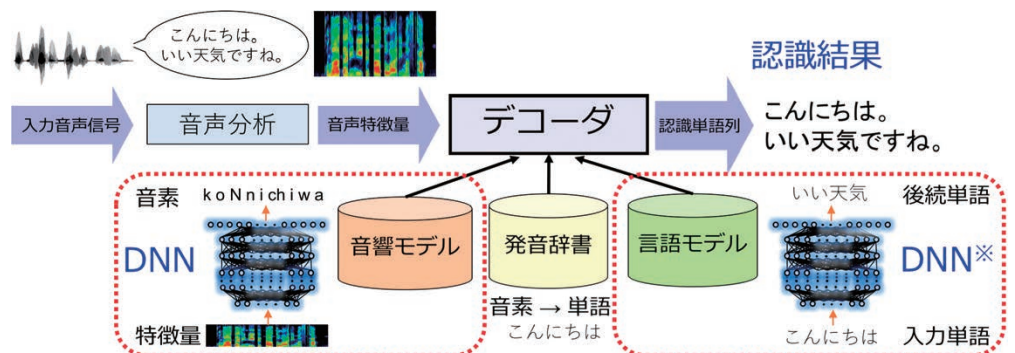 こんにちは。
いい天気ですね。
認識結果
入力音声信号
音声分析
音声特徴量
デコーダ
認識単語列
こんにちは。
いい天気ですね。
音素
koNnichiwa
DNN
特徴量
音響モデル
発音辞書
音素 → 単語
こんにちは
言語モデル
いい天気
後続単語
DNN※
こんにちは
入力単語